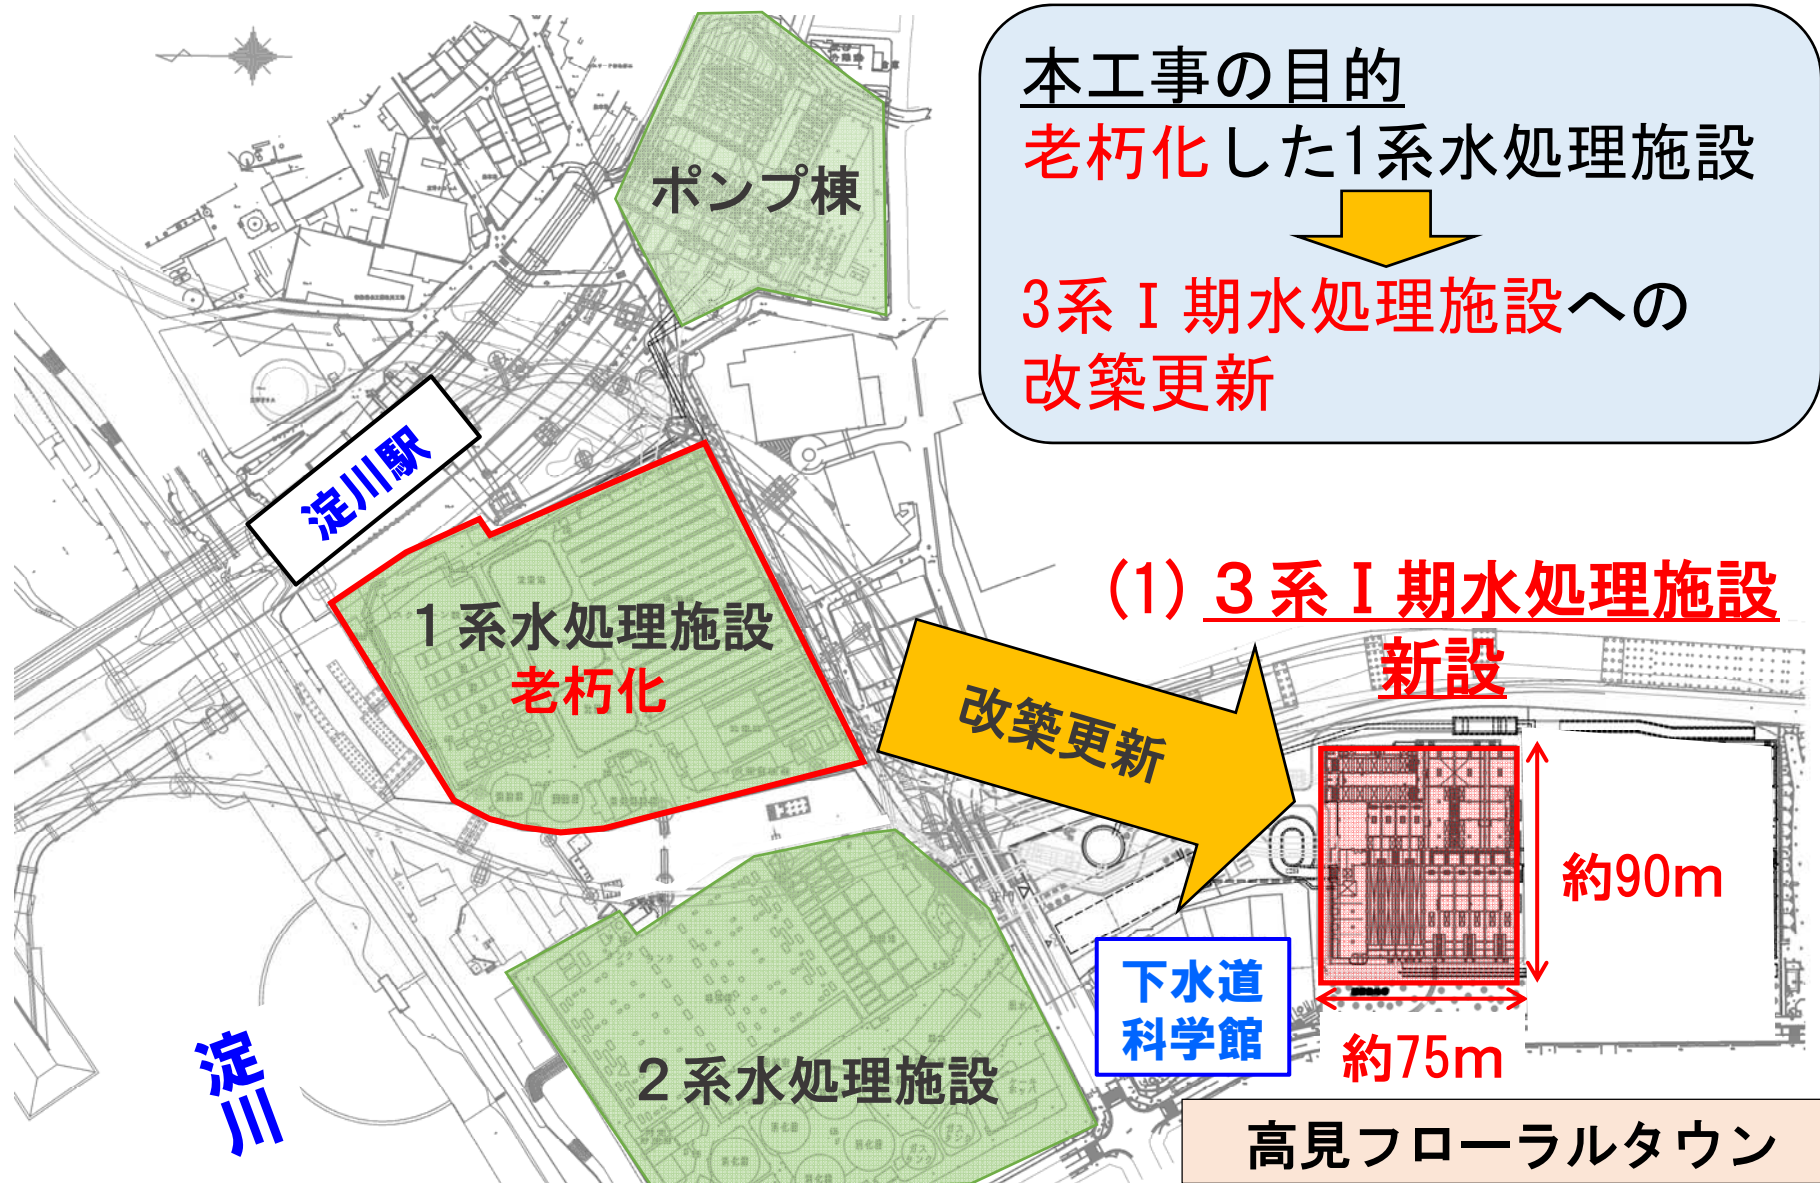 本工事の目的
老朽化した1系水処理施設
3系Ⅰ期水処理施設への
改築更新
ポンプ棟
淀川駅
1系水処理施設
老朽化
(1) 3系Ⅰ期水処理施設
新設
改築更新
約90m
約75m
下水道
科学館
2系水処理施設
淀川
高見フローラルタウン